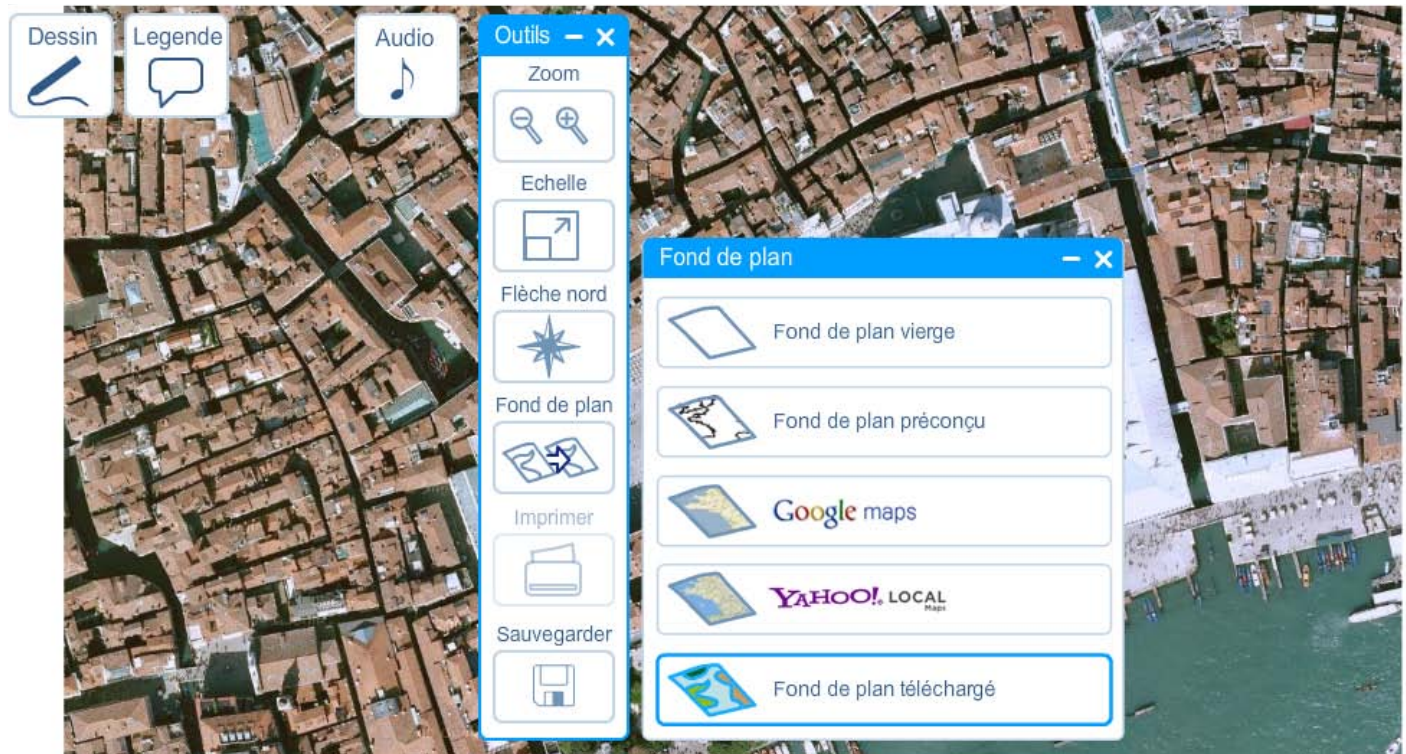 Dessin
Legende
Audio
Outils
Zoom
Echelle
Flèche nord
Fond de plan
Imprimer
Sauvegarder
Fond de plan
Fond de plan vierge
Fond de plan préconçu
Google maps
YAHOO! LOCAL
Maps
Fond de plan téléchargé